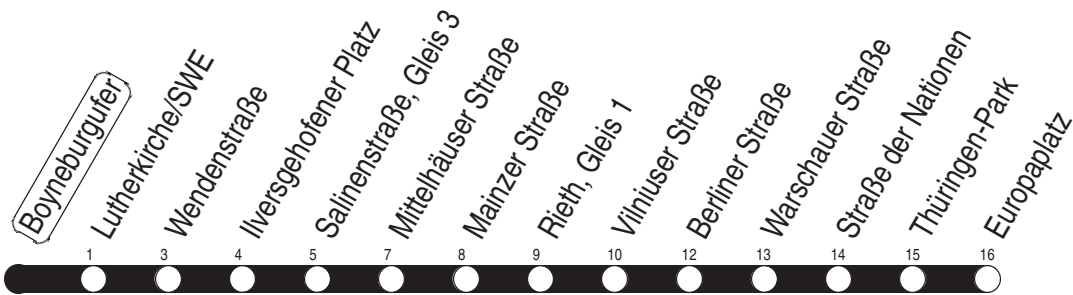 Boyneburgufer
Lutherkirche/SWE
Wendenstraße
Ilversgehofener Platz
Salinenstraße, Gleis 3
Mittelhäuser Straße
Mainzer Straße
Rieth, Gleis 1
Vilniuser Straße
Berliner Straße
Warschauer Straße
Straße der Nationen
Thüringen-Park
Europaplatz
1 3 4 5 7 8 9 10 12 13 14 15 16